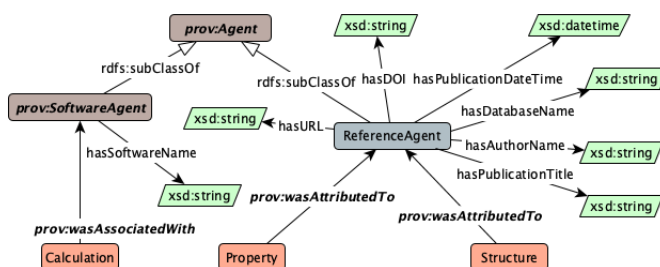 prov:Agent
xsd:string
xsd:datetime
rdfs:subClassOf
rdfs:subClassOf
hasDOI
hasPublicationDateTime
xsd:string
prov:SoftwareAgent
hasDatabaseName
xsd:string
hasURL
ReferenceAgent
hasAuthorName
xsd:string
hasSoftwareName
hasPublicationTitle
xsd:string
prov:wasAttributedTo
xsd:string
prov:wasAssociatedWith
prov:wasAttributedTo
Calculation
Property
Structure